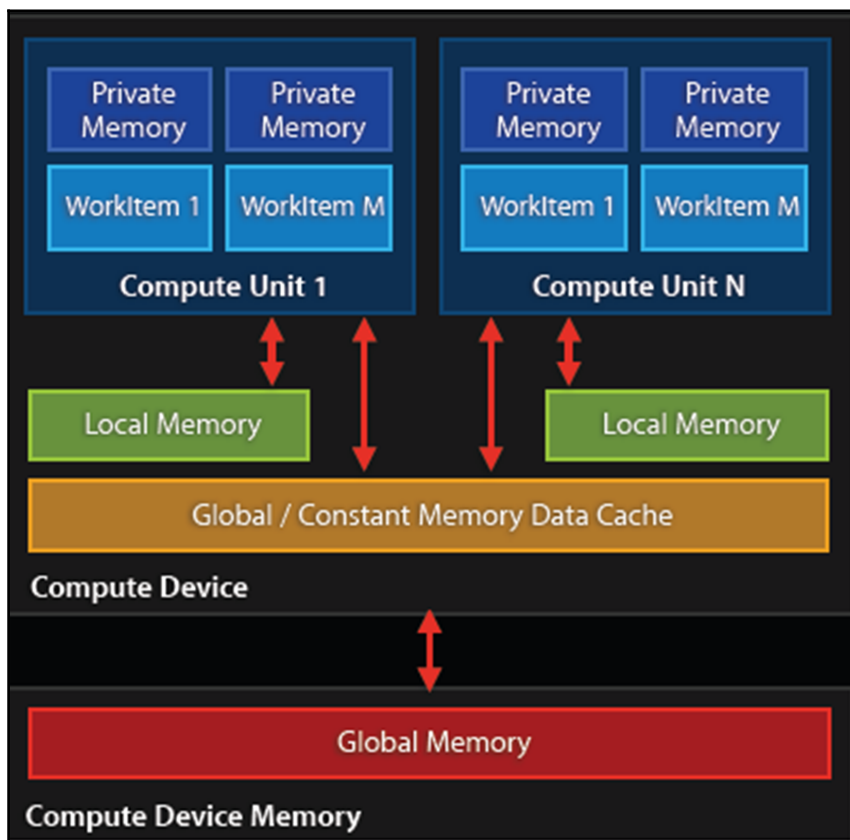 Private
Memory
Private
Memory
Private
Memory
Private
Memory
WorkItem 1
WorkItem M
WorkItem 1
WorkItem M
Compute Unit 1
Compute Unit N
Local Memory
Local Memory
Global / Constant Memory Data Cache
Compute Device
Global Memory
Compute Device Memory